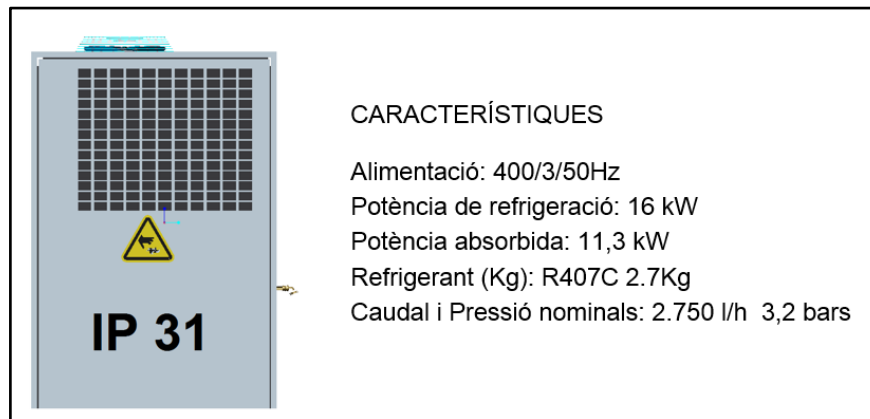 CARACTERÍSTIQUES
Alimentació: 400/3/50Hz
Potència de refrigeració: 16 kW
Potència absorbida: 11,3 kW
Refrigerant (Kg): R407C 2.7Kg
Caudal i Pressió nominals: 2.750 l/h 3,2 bars
IP 31